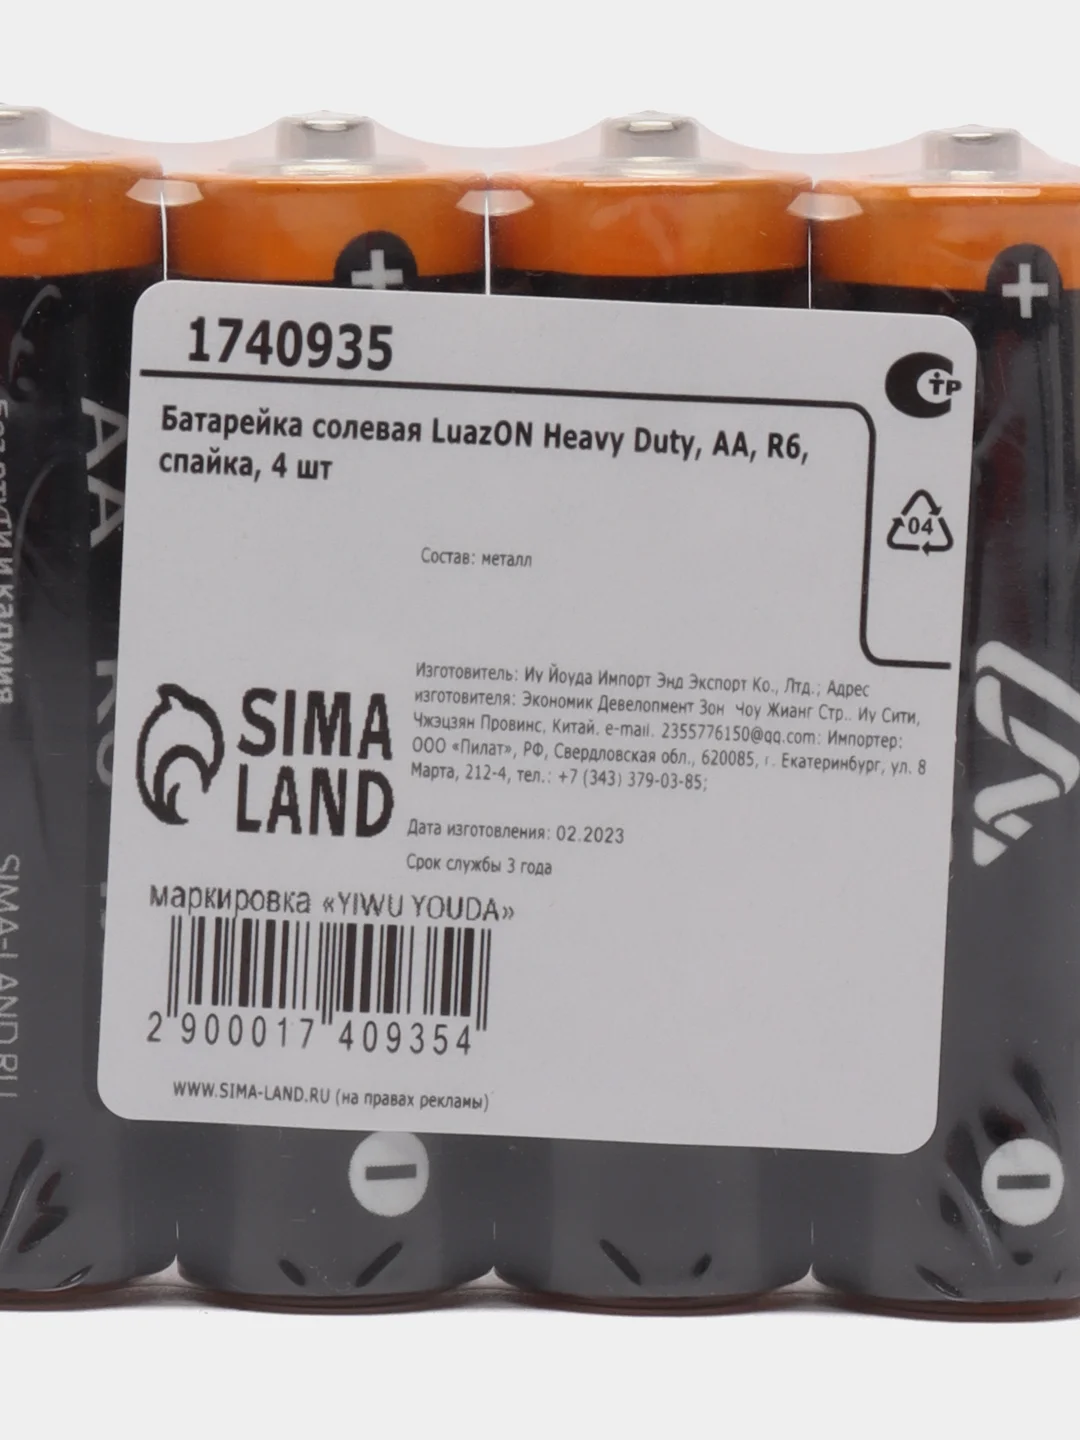 1740935
Батарейка солевая LuazON Heavy Duty, AA, R6,
спайка, 4 шт
Состав: металл
Изготовитель: Иу Йоуда Импорт Энд Экспорт Ко., Лтд.; Адрес
изготовителя: Экономик Девелопмент Зон Чоу Жианг Стр.. Иу Сити,
Чжэцзян Провинс, Китай. e-mail. 2355776150@qq.com: Импортер:
ООО «Пилат», РФ, Свердловская обл., 620085, г. Екатеринбург, ул. 8
Марта, 212-4, тел.: +7 (343) 379-03-85;
SIMA
LAND
Дата изготовления: 02.2023
Срок службы 3 года
маркировка «YIWU YOUDA»
2 900017 409354
WWW.SIMA-LAND.RU (на правах рекламы)
СТР
04
AA
Без ртути и кадмия
SIMA-LAND.RU